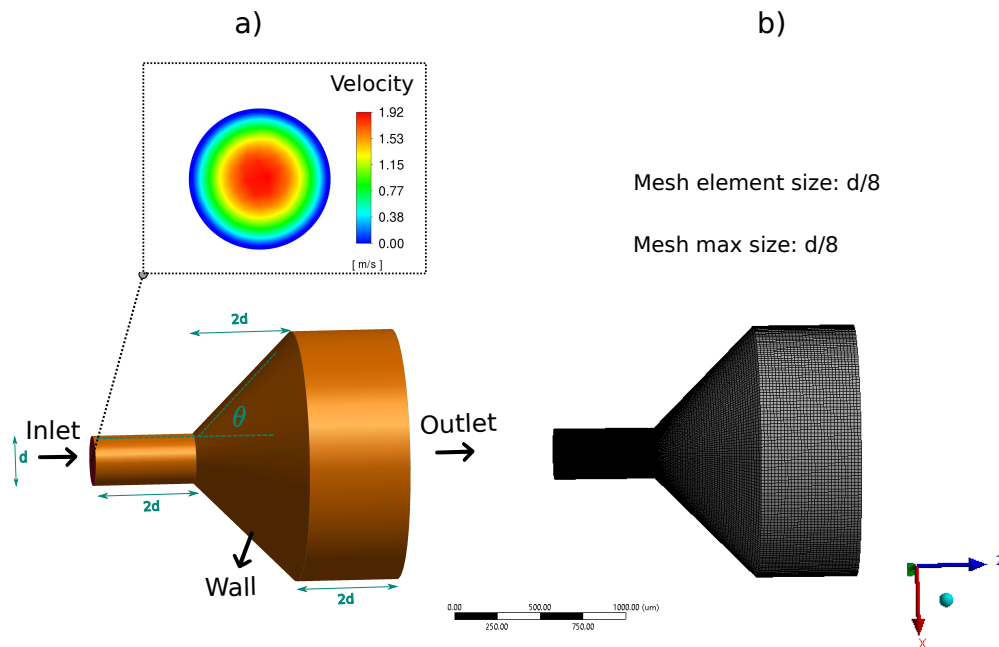 a)
b)
Velocity
1.92
1.53
1.15
0.77
0.38
0.00
[ m/s ]
Mesh element size: d/8
Mesh max size: d/8
2d
θ
Inlet
Outlet
d
2d
Wall
2d
0.00 500.00 1000.00 (um)
250.00 750.00
Z
X